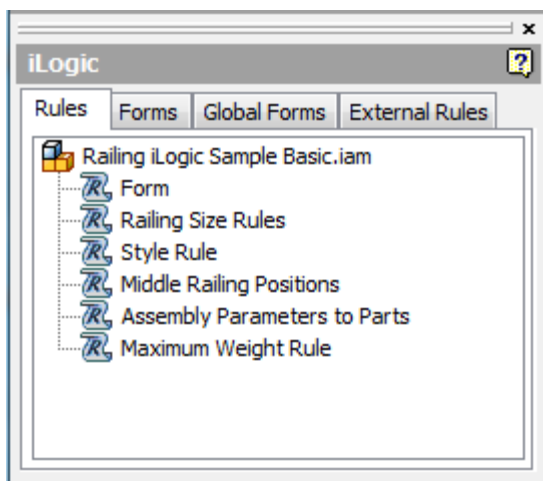 iLogic
Rules Forms Global Forms External Rules
Railing iLogic Sample Basic.iam
Form
Railing Size Rules
Style Rule
Middle Railing Positions
Assembly Parameters to Parts
Maximum Weight Rule